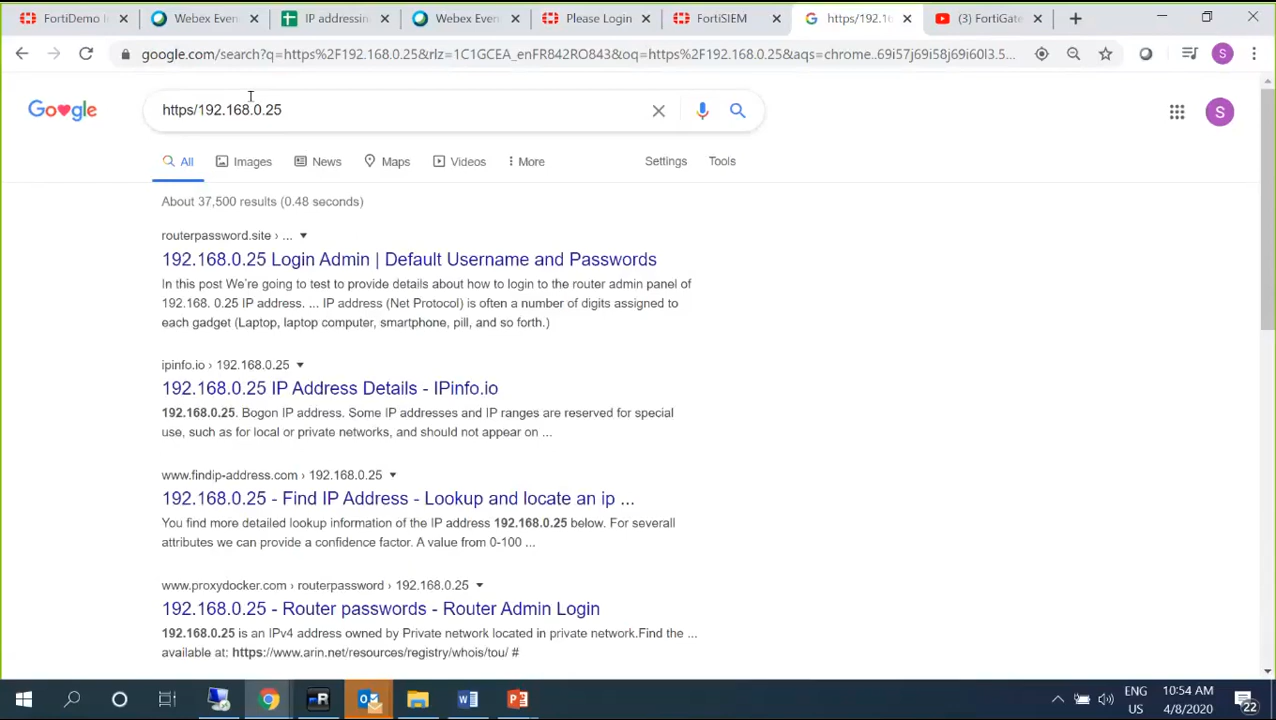 FortiDemo
Webex Even
IP addressin
Webex Even
Please Login
FortiSIEM
https/192.16
(3) FortiGat
google.com/search?q=https%2F192.168.0.25&rlz=1C1GCEA_enFR842RO843&oq=https%2F192.168.0.25&aqs=chrome..69i57j69i58j69i60l3.5...
S
Google
https/192.168.0.25
S
All
Images
News
Maps
Videos
More
Settings
Tools
About 37,500 results (0.48 seconds)
routerpassword.site › ...
192.168.0.25 Login Admin | Default Username and Passwords
In this post We're going to test to provide details about how to login to the router admin panel of
192.168. 0.25 IP address. ... IP address (Net Protocol) is often a number of digits assigned to
each gadget (Laptop, laptop computer, smartphone, pill, and so forth.)
ipinfo.io › 192.168.0.25
192.168.0.25 IP Address Details - IPinfo.io
192.168.0.25. Bogon IP address. Some IP addresses and IP ranges are reserved for special
use, such as for local or private networks, and should not appear on ...
www.findip-address.com › 192.168.0.25
192.168.0.25 - Find IP Address - Lookup and locate an ip ...
You find more detailed lookup information of the IP address 192.168.0.25 below. For severall
attributes we can provide a confidence factor. A value from 0-100 ...
www.proxydocker.com › routerpassword › 192.168.0.25
192.168.0.25 - Router passwords - Router Admin Login
192.168.0.25 is an IPv4 address owned by Private network located in private network.Find the ...
available at: https://www.arin.net/resources/registry/whois/tou/ #
ENG
US
10:54 AM
4/8/2020
22